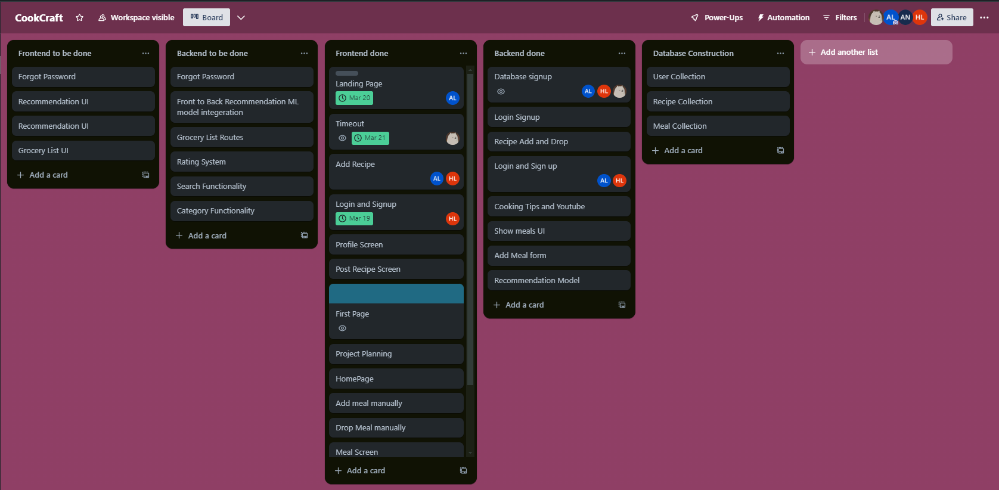 CookCraft
Workspace visible
Board
Power-Ups
Automation
Filters
AL
AN
HL
Share
Frontend to be done
Forgot Password
Recommendation UI
Recommendation UI
Grocery List UI
Add a card
Backend to be done
Forgot Password
Front to Back Recommendation ML
model integeration
Grocery List Routes
Rating System
Search Functionality
Category Functionality
Add a card
Frontend done
Landing Page
Mar 20
AL
Timeout
Mar 21
Add Recipe
AL
HL
Login and Signup
Mar 19
HL
Profile Screen
Post Recipe Screen
First Page
Project Planning
HomePage
Add meal manually
Drop Meal manually
Meal Screen
Add a card
Backend done
Database signup
AL
HL
Login Signup
Recipe Add and Drop
Login and Sign up
AL
HL
Cooking Tips and Youtube
Show meals UI
Add Meal form
Recommendation Model
Add a card
Database Construction
User Collection
Recipe Collection
Meal Collection
Add a card
Add another list